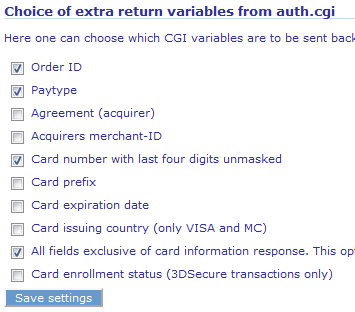 Choice of extra return variables from auth.cgi
Here one can choose which CGI variables are to be sent back
Order ID
Paytype
Agreement (acquirer)
Acquirers merchant-ID
Card number with last four digits unmasked
Card prefix
Card expiration date
Card issuing country (only VISA and MC)
All fields exclusive of card information response. This op
Card enrollment status (3DSecure transactions only)
Save settings